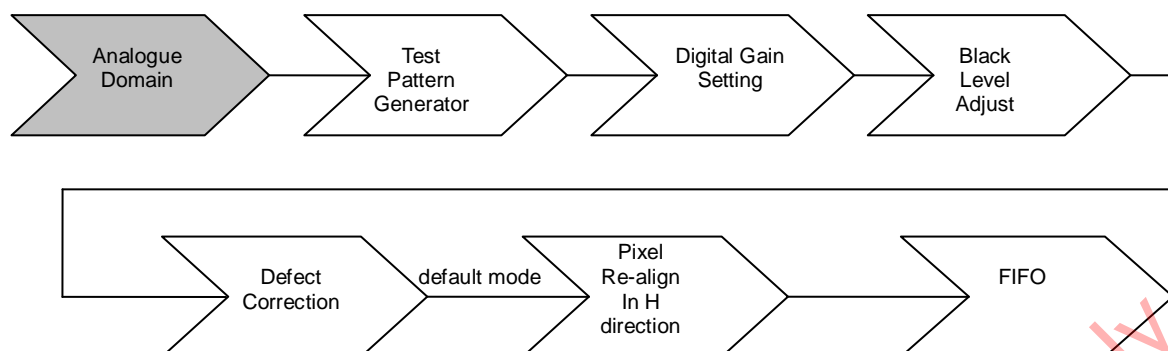 Analogue
Domain
Test
Pattern
Generator
Digital Gain
Setting
Black
Level
Adjust
Defect
Correction
default mode
Pixel
Re-align
In H
direction
FIFO